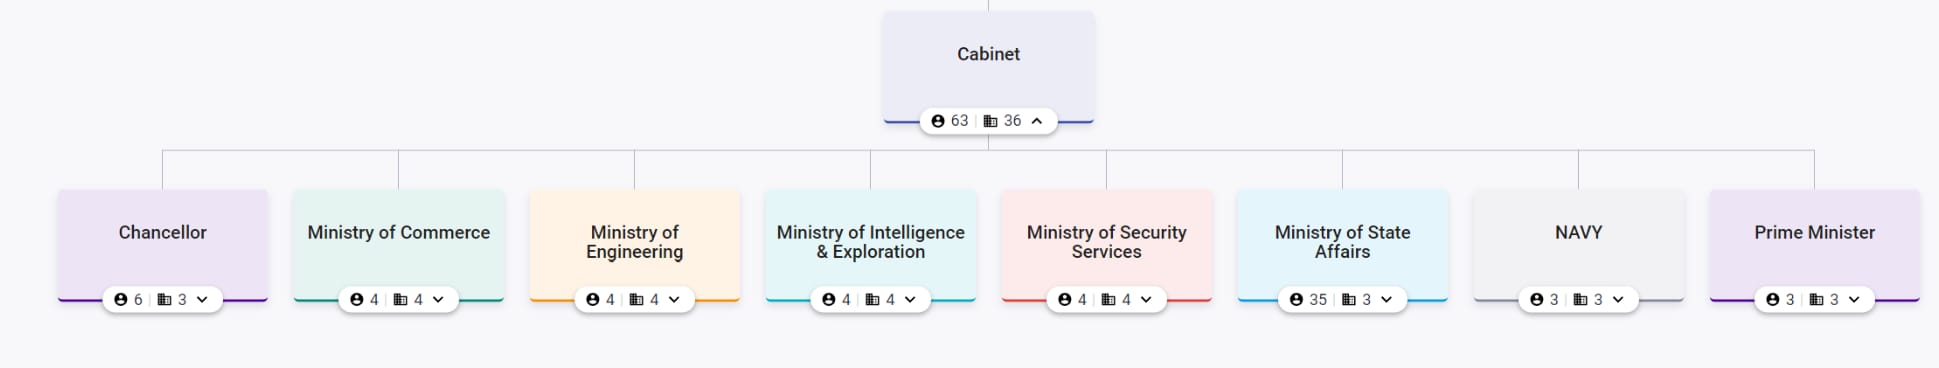 Cabinet
63 | 36
Chancellor
6 | 3
Ministry of Commerce
4 | 4
Ministry of
Engineering
4 | 4
Ministry of Intelligence
& Exploration
4 | 4
Ministry of Security
Services
4 | 4
Ministry of State
Affairs
35 | 3
NAVY
3 | 3
Prime Minister
3 | 3